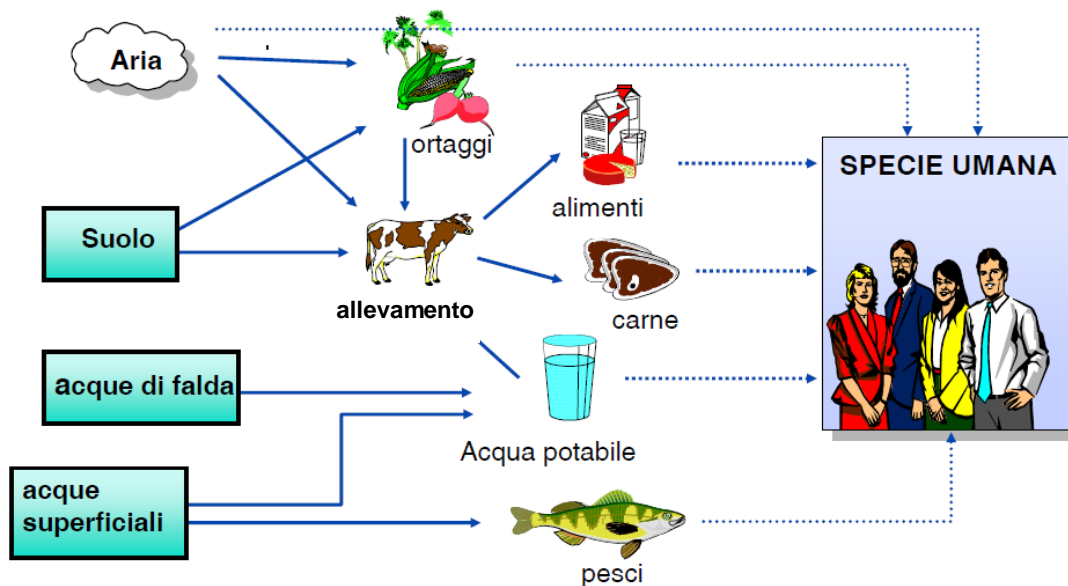 Aria
ortaggi
SPECIE UMANA
alimenti
Suolo
allevamento
carne
acque di falda
Acqua potabile
acque
superficiali
pesci